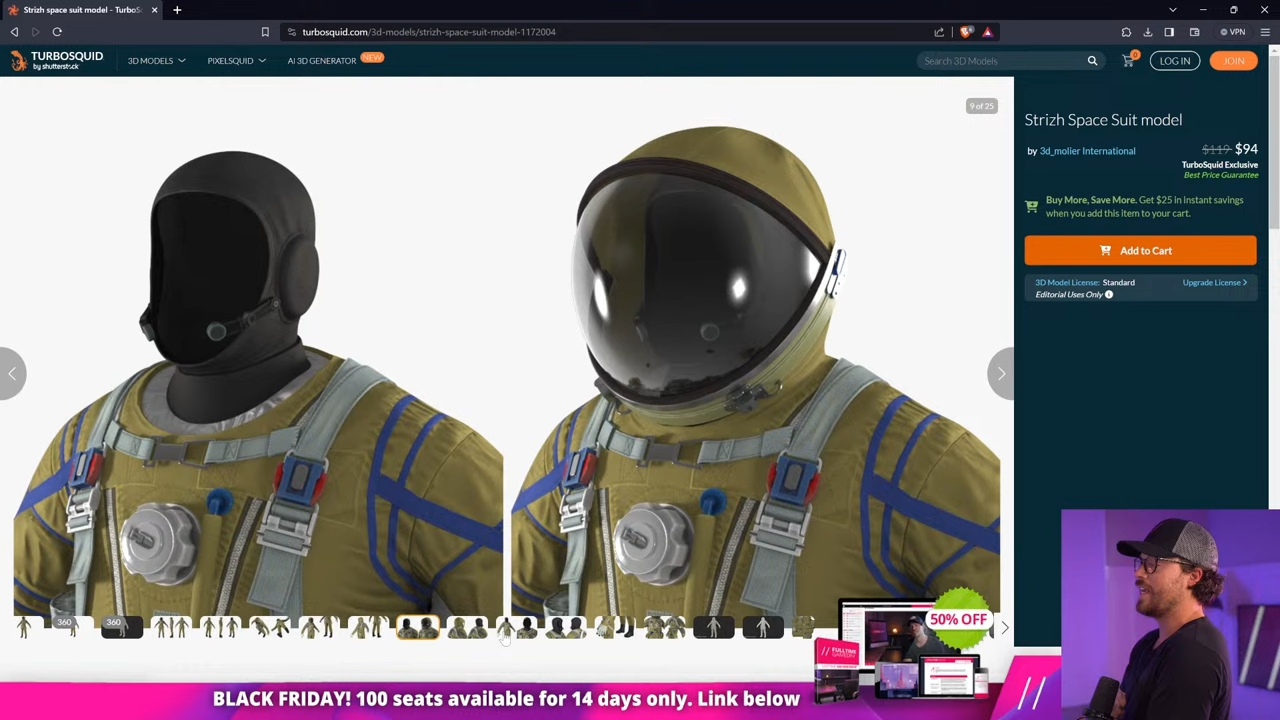 Strizh space suit model - TurboS
turbosquid.com/3d-models/strizh-space-suit-model-1172004
VPN
TURBOSQUID
by shutterstock
3D MODELS
PIXELSQUID
AI 3D GENERATOR
NEW
Search 3D Models
0
LOG IN
JOIN
9 of 25
Strizh Space Suit model
by 3d_molier International
$119 $94
TurboSquid Exclusive
Best Price Guarantee
Buy More, Save More. Get $25 in instant savings
when you add this item to your cart.
Add to Cart
3D Model License: Standard
Upgrade License
Editorial Uses Only
360
360
50% OFF
// FULLTIME
GAMEDEV
BLACK FRIDAY! 100 seats available for 14 days only. Link below
//